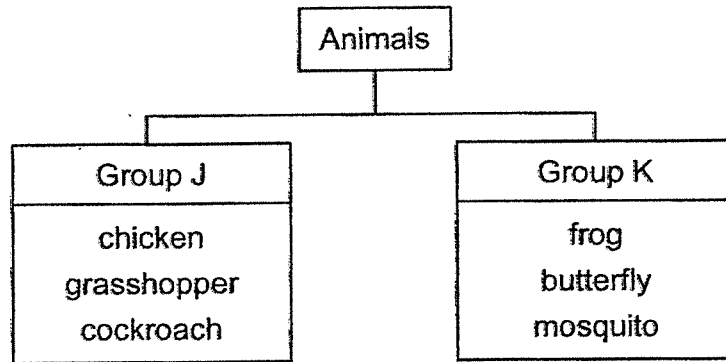 Animals
Group J
chicken
grasshopper
cockroach
Group K
frog
butterfly
mosquito